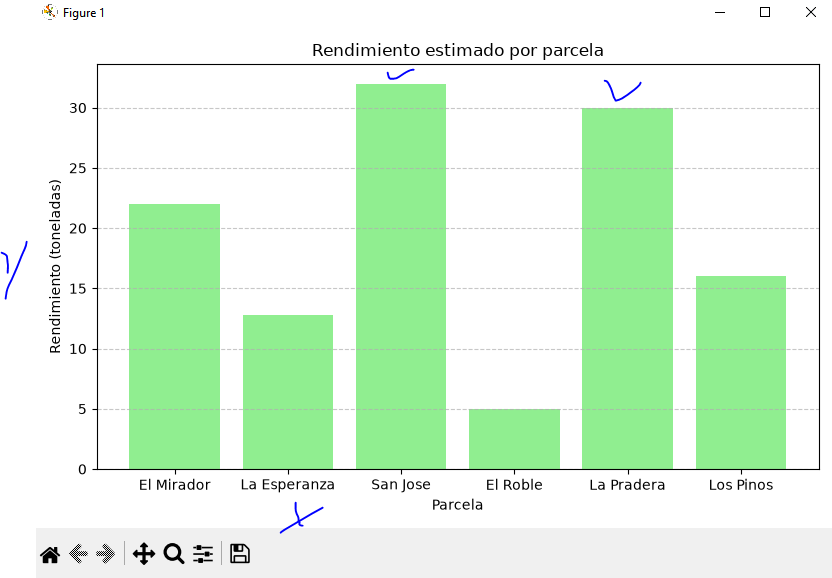 Figure 1
Rendimiento estimado por parcela
Rendimiento (toneladas)
30
25
20
15
10
5
0
El Mirador La Esperanza San Jose El Roble La Pradera Los Pinos
Parcela
y
x